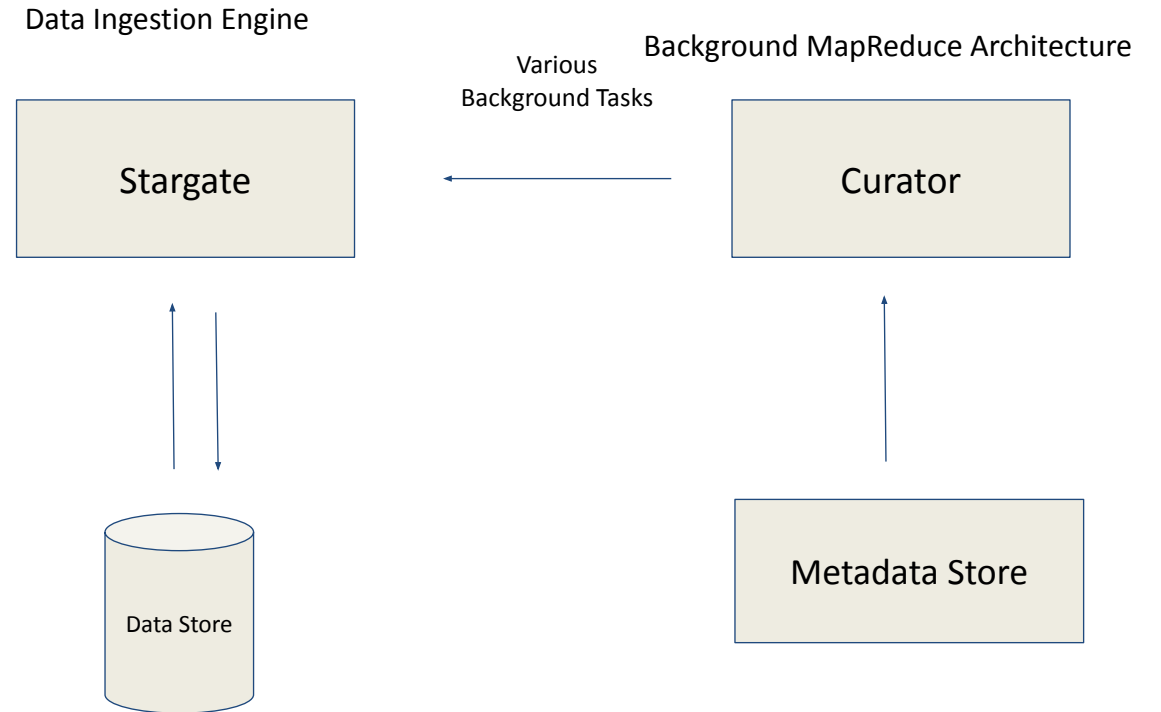 Data Ingestion Engine
Various
Background Tasks
Background MapReduce Architecture
Stargate
Curator
Data Store
Metadata Store